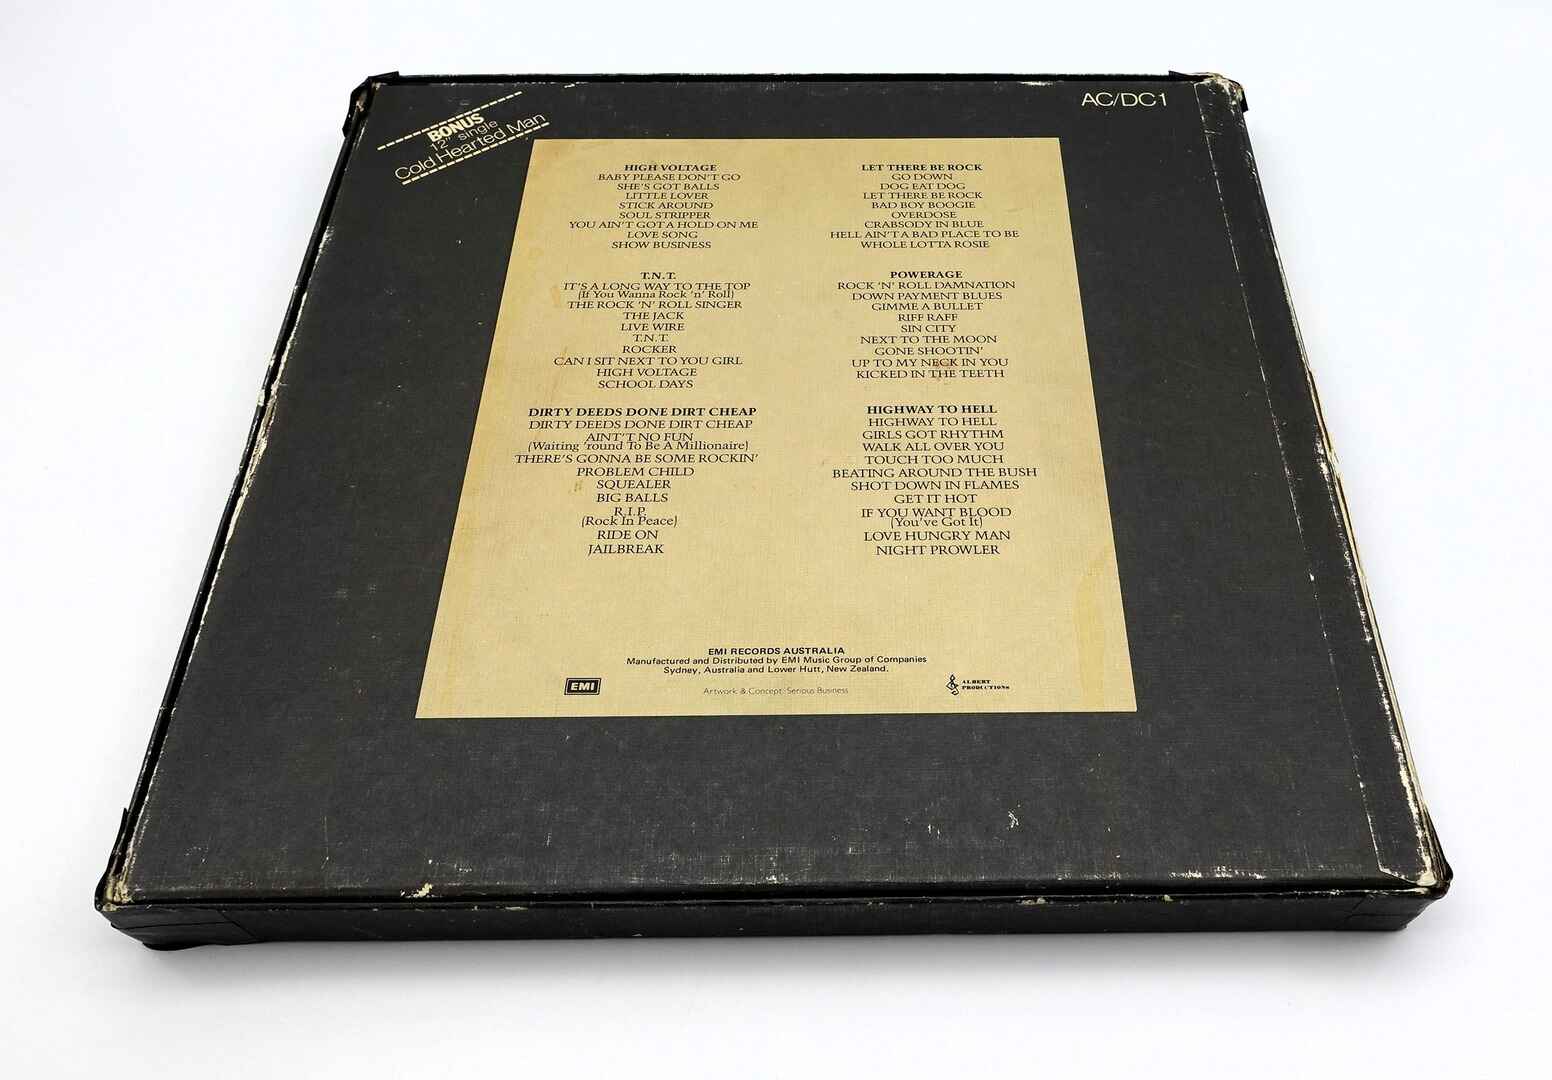 BONUS
12" single
Cold Hearted Man
AC/DC1
HIGH VOLTAGE
BABY PLEASE DON'T GO
SHE'S GOT BALLS
LITTLE LOVER
STICK AROUND
SOUL STRIPPER
YOU AIN'T GOT A HOLD ON ME
LOVE SONG
SHOW BUSINESS
T.N.T.
IT'S A LONG WAY TO THE TOP
(If You Wanna Rock 'n' Roll)
THE ROCK 'N' ROLL SINGER
THE JACK
LIVE WIRE
T.N.T.
ROCKER
CAN I SIT NEXT TO YOU GIRL
HIGH VOLTAGE
SCHOOL DAYS
DIRTY DEEDS DONE DIRT CHEAP
DIRTY DEEDS DONE DIRT CHEAP
AINT'T NO FUN
(Waiting 'round To Be A Millionaire)
THERE'S GONNA BE SOME ROCKIN'
PROBLEM CHILD
SQUEALER
BIG BALLS
R.I.P.
(Rock In Peace)
RIDE ON
JAILBREAK
LET THERE BE ROCK
GO DOWN
DOG EAT DOG
LET THERE BE ROCK
BAD BOY BOOGIE
OVERDOSE
CRABSODY IN BLUE
HELL AIN'T A BAD PLACE TO BE
WHOLE LOTTA ROSIE
POWERAGE
ROCK 'N' ROLL DAMNATION
DOWN PAYMENT BLUES
GIMME A BULLET
RIFF RAFF
SIN CITY
NEXT TO THE MOON
GONE SHOOTIN'
UP TO MY NECK IN YOU
KICKED IN THE TEETH
HIGHWAY TO HELL
HIGHWAY TO HELL
GIRLS GOT RHYTHM
WALK ALL OVER YOU
TOUCH TOO MUCH
BEATING AROUND THE BUSH
SHOT DOWN IN FLAMES
GET IT HOT
IF YOU WANT BLOOD
(You've Got It)
LOVE HUNGRY MAN
NIGHT PROWLER
EMI RECORDS AUSTRALIA
Manufactured and Distributed by EMI Music Group of Companies
Sydney, Australia and Lower Hutt, New Zealand.
EMI
Artwork & Concept: Serious Business
ALBERT
PRODUCTIONS